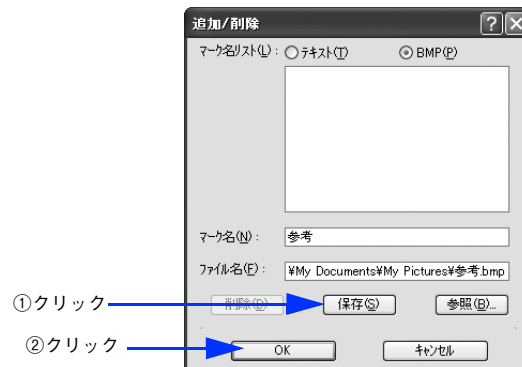 追加/削除
マーク名リスト(L): テキスト(T) BMP(P)
マーク名(N): 参考
ファイル名(F): ¥My Documents¥My Pictures¥参考.bmp
①クリック 削除(D) 保存(S) 参照(B)...
②クリック OK キャンセル